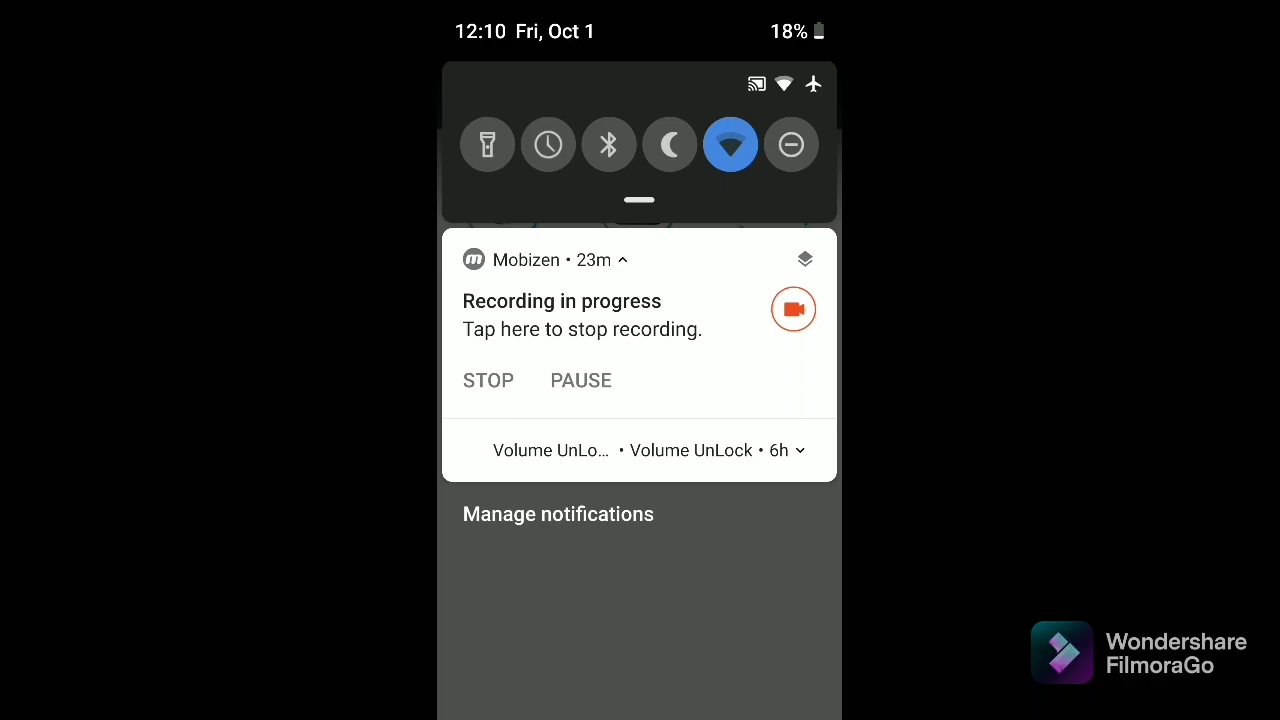 12:10 Fri, Oct 1 18%
Mobizen • 23m
Recording in progress
Tap here to stop recording.
STOP PAUSE
Volume UnLo... • Volume UnLock • 6h
Manage notifications
Wondershare
FilmoraGo